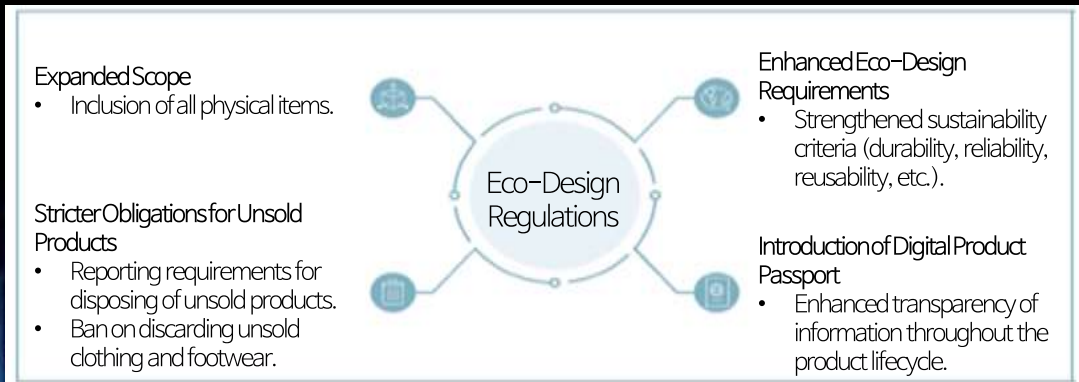 Expanded Scope
• Inclusion of all physical items.
Stricter Obligations for Unsold
Products
• Reporting requirements for
disposing of unsold products.
• Ban on discarding unsold
clothing and footwear.
Eco-Design
Regulations
Enhanced Eco-Design
Requirements
• Strengthened sustainability
criteria (durability, reliability,
reusability, etc.).
Introduction of Digital Product
Passport
• Enhanced transparency of
information throughout the
product lifecycle.